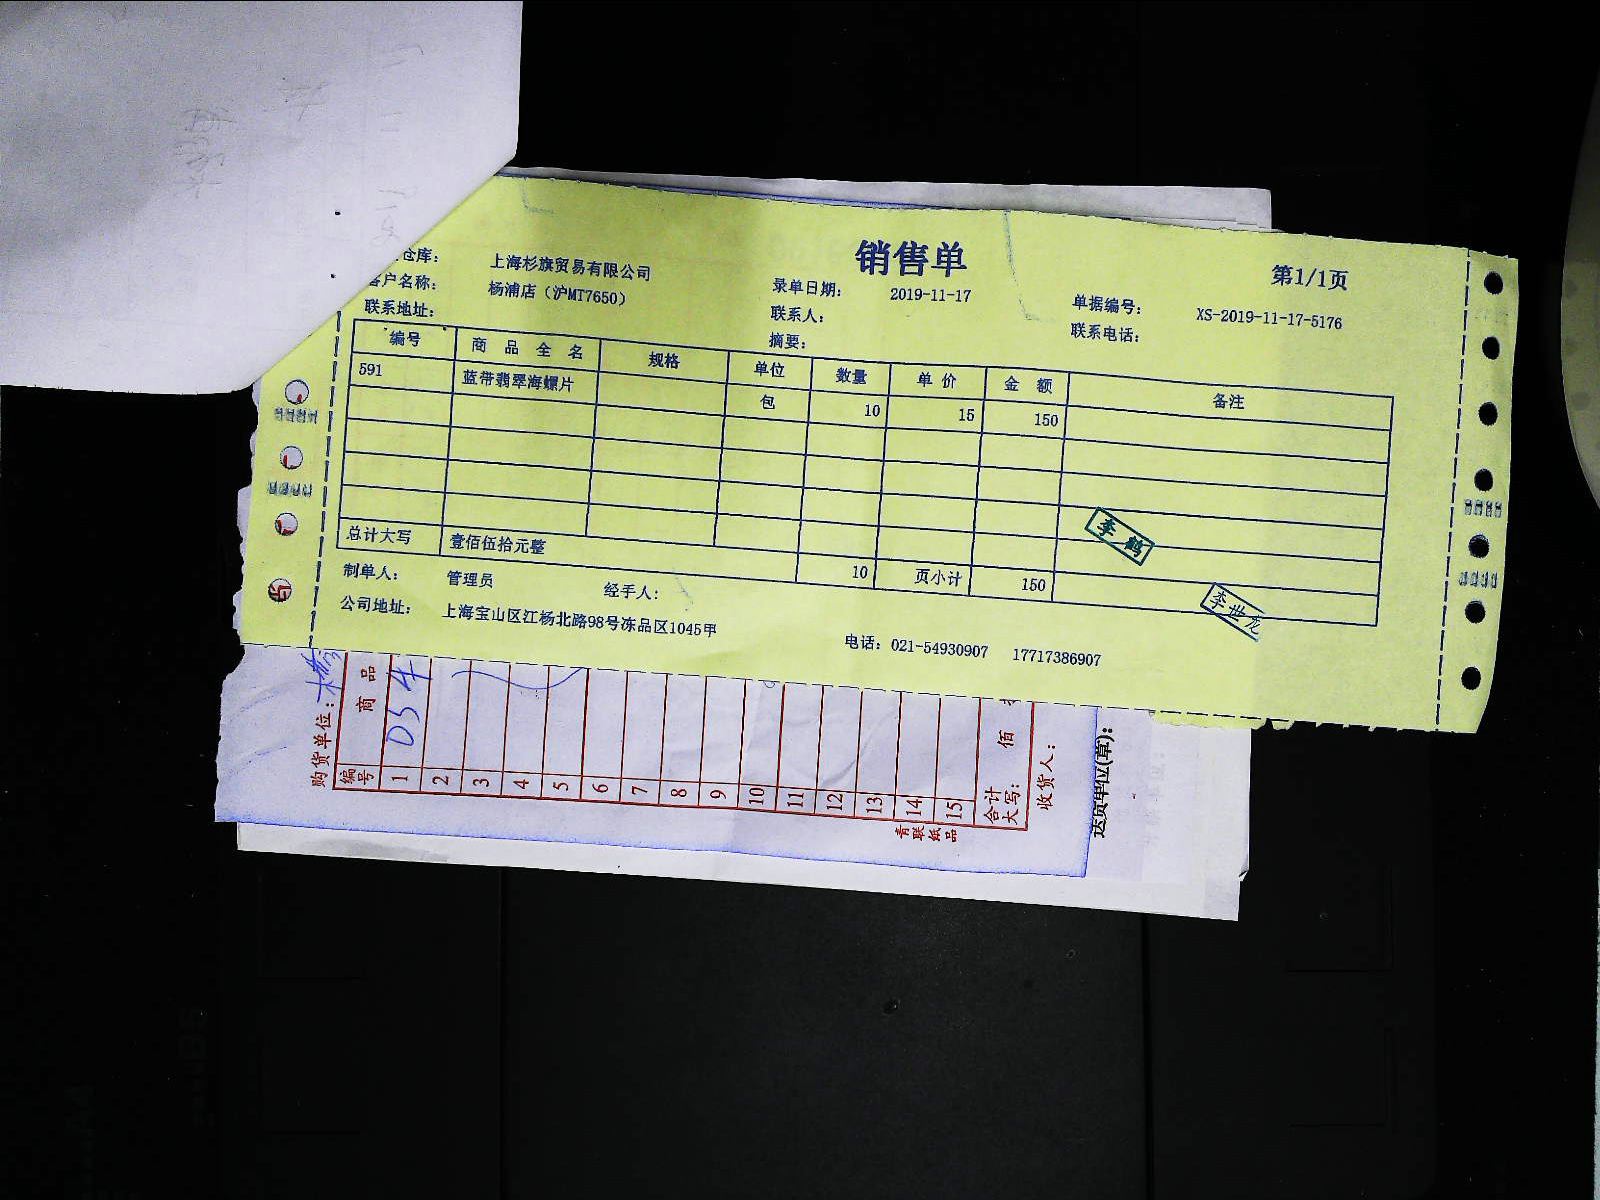 销售单
第1/1页
仓库： 上海杉旗贸易有限公司 录单日期： 2019-11-17 单据编号： XS-2019-11-17-5176
客户名称： 杨浦店（沪MT7650） 联系人： 联系电话：
联系地址： 摘要：
编号 商品全名 规格 单位 数量 单价 金额 备注
591 蓝带翡翠海螺片 包 10 15 150
总计大写 壹佰伍拾元整 10 页小计 150
李鹤
李世龙
制单人： 管理员 经手人：
公司地址： 上海宝山区江杨北路98号冻品区1045甲 电话：021-54930907 17717386907
购货单位：
编号 商品
1 D54
2
3
4
5
6
7
8
9
10
11
12
13
14
15
合计大写： 佰
收货人：
青联纸品